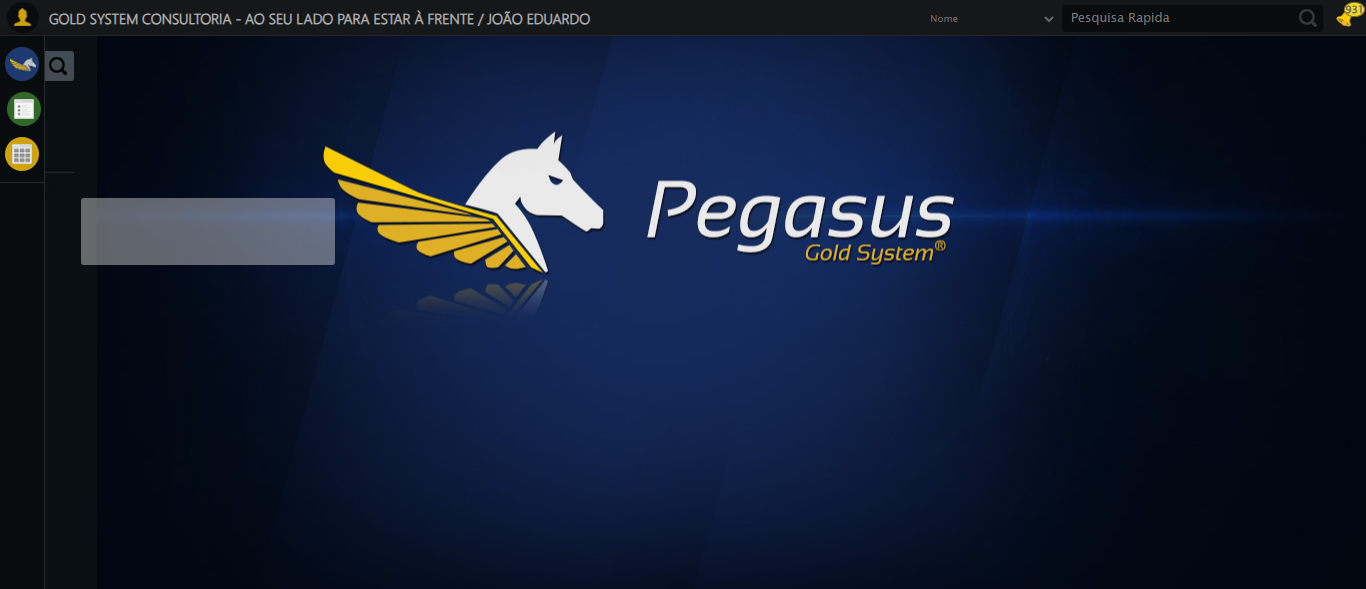 GOLD SYSTEM CONSULTORIA - AO SEU LADO PARA ESTAR À FRENTE / JOÃO EDUARDO
Nome
Pesquisa Rapida
931
Pegasus
Gold System®